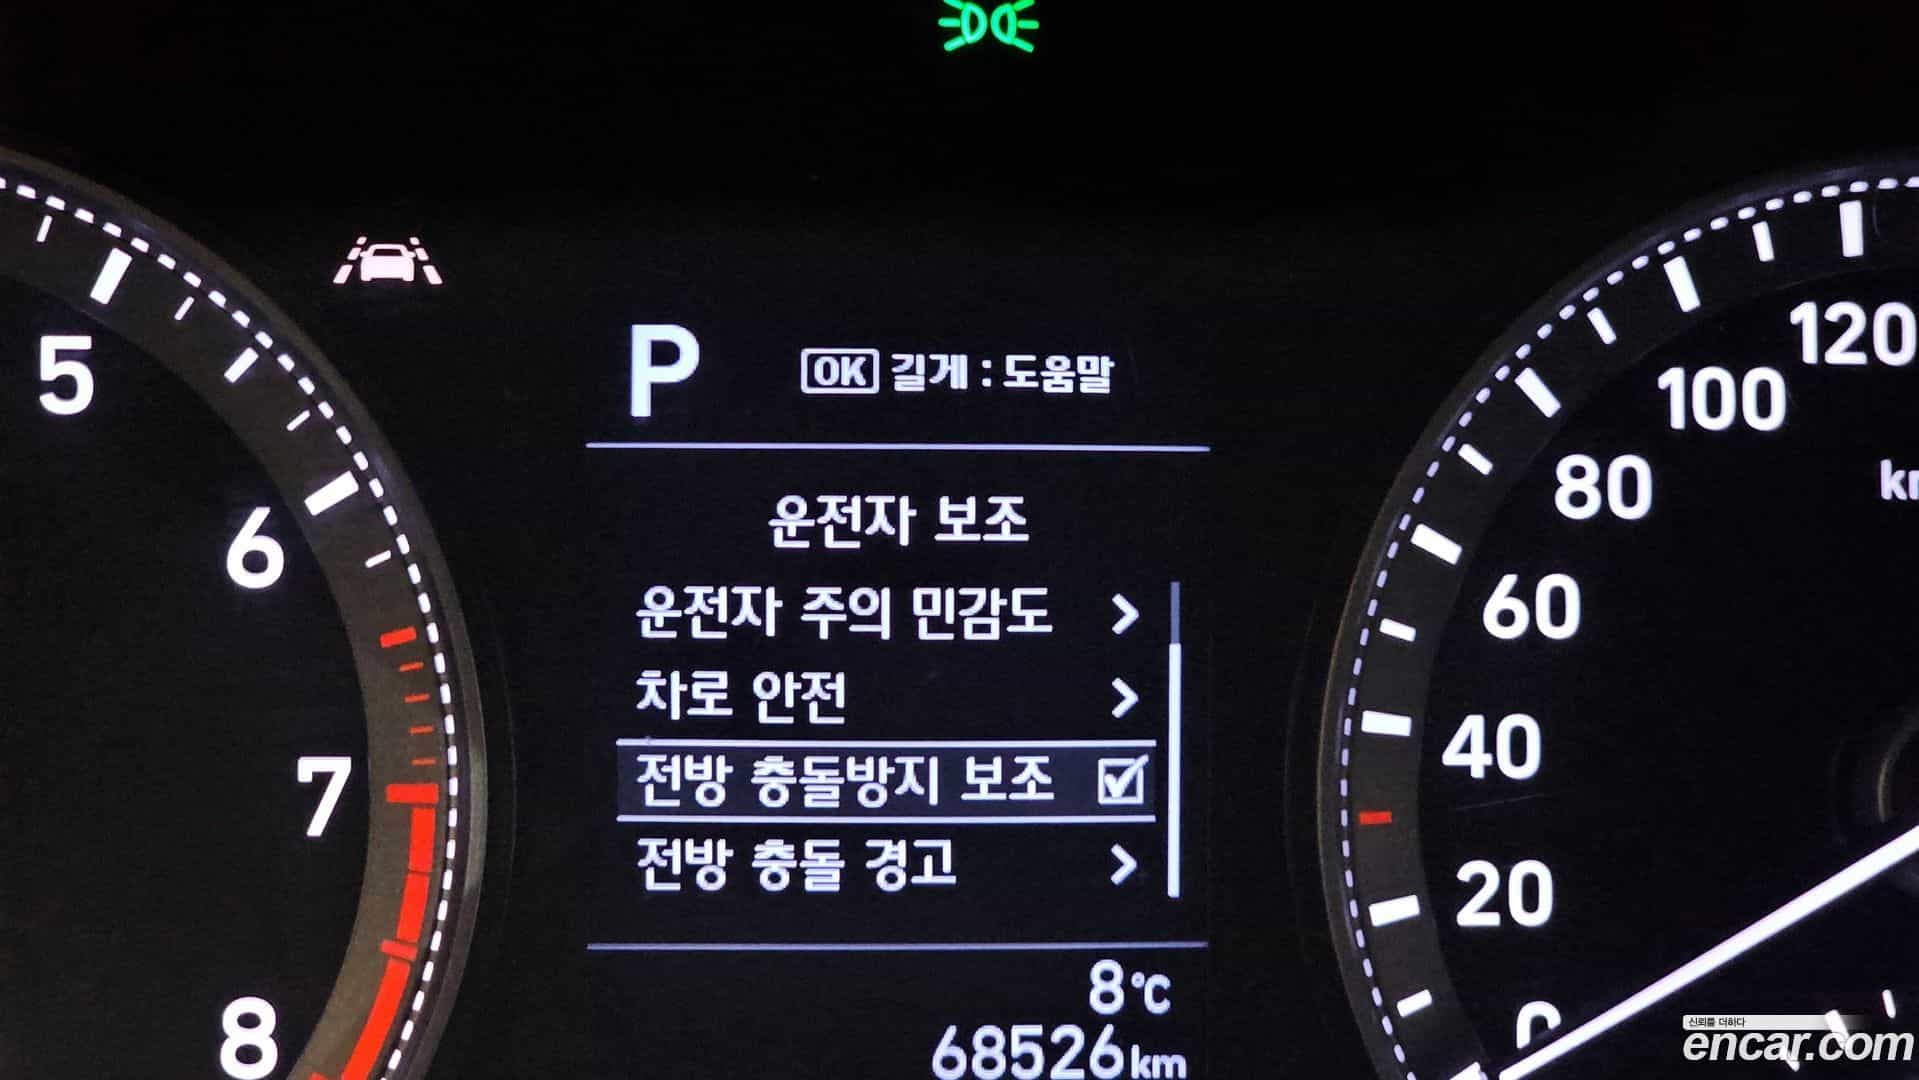 P
OK 길게 : 도움말
운전자 보조
운전자 주의 민감도
차로 안전
전방 충돌방지 보조
전방 충돌 경고
8°C
68526km
5
6
7
8
120
100
80
60
40
20
0
신뢰를 더하다
encar.com